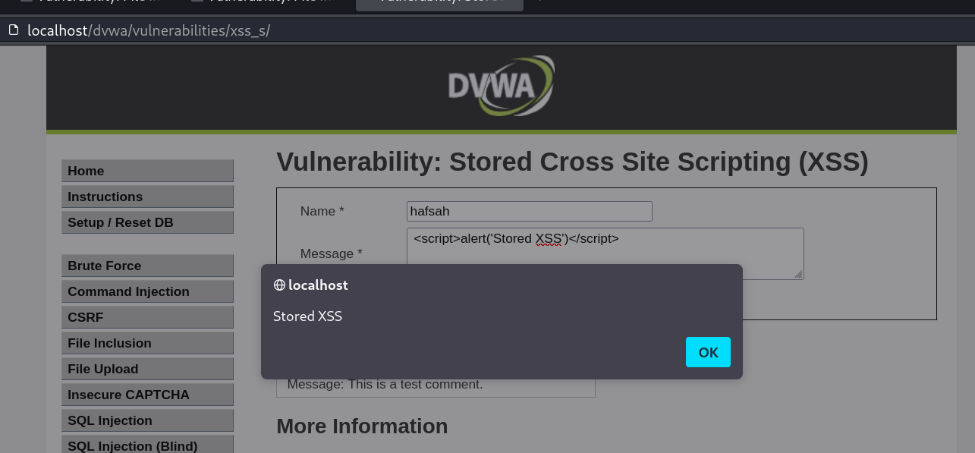 localhost/dvwa/vulnerabilities/xss_s/
DVWA
Home
Instructions
Setup / Reset DB
Brute Force
Command Injection
CSRF
File Inclusion
File Upload
Insecure CAPTCHA
SQL Injection
SQL Injection (Blind)
Vulnerability: Stored Cross Site Scripting (XSS)
Name * hafsah
Message * <script>alert('Stored XSS')</script>
localhost
Stored XSS
OK
Message: This is a test comment.
More Information